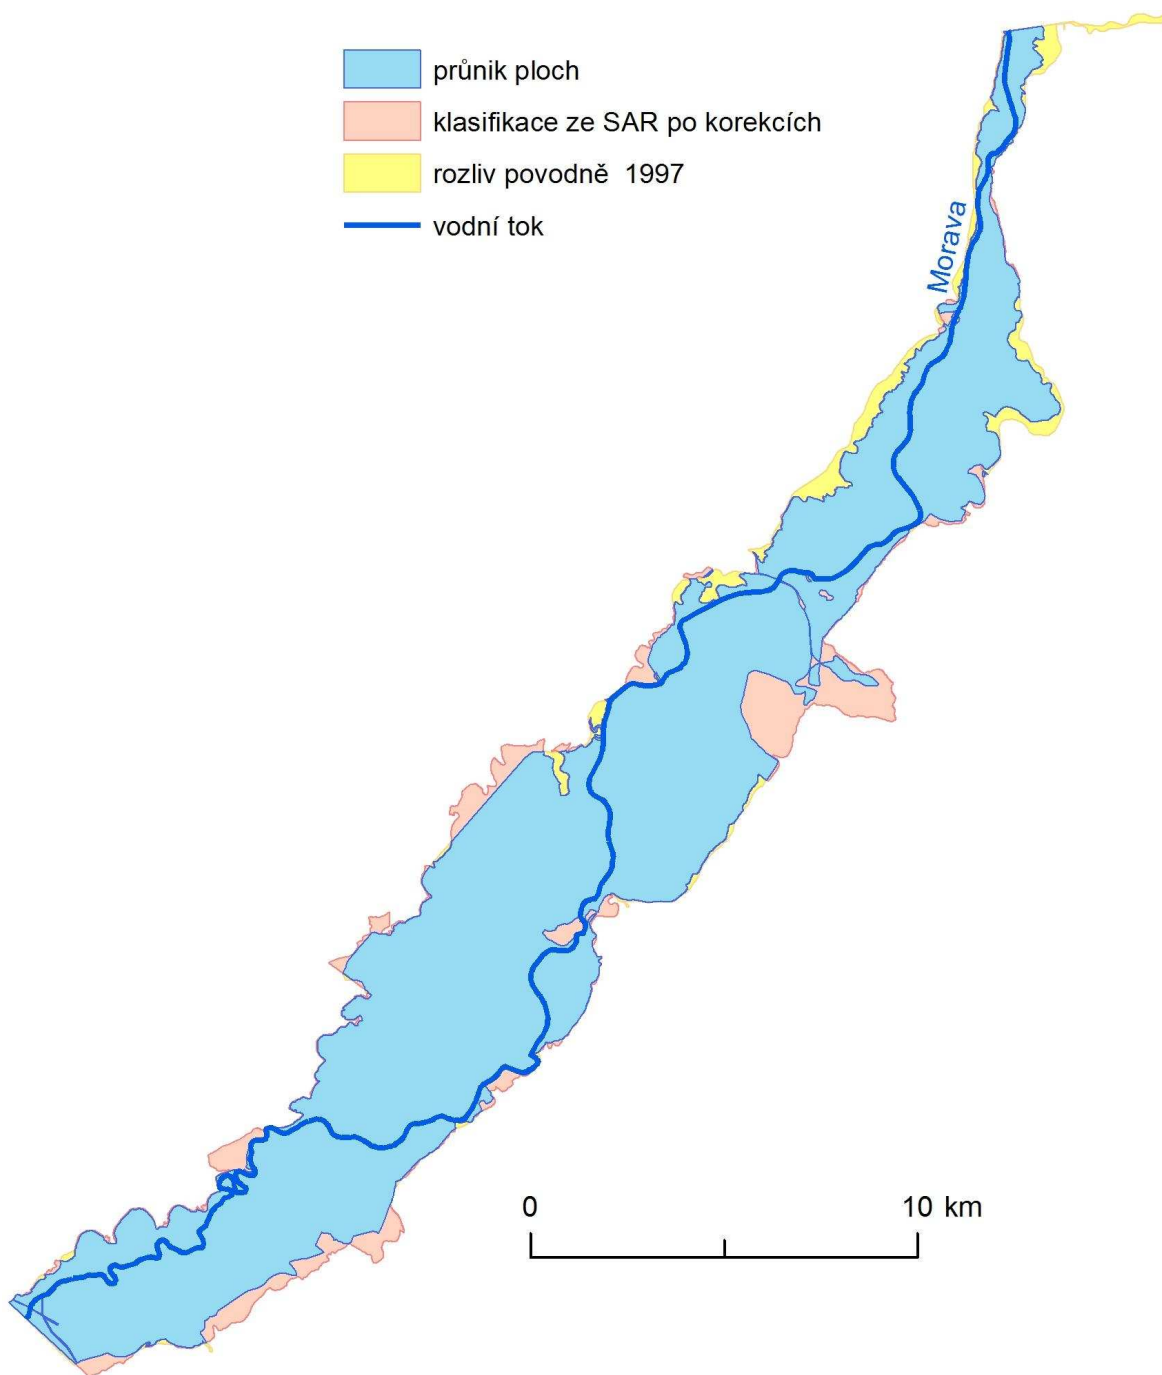 průnik ploch
klasifikace ze SAR po korekcích
rozliv povodně 1997
vodní tok
Morava
0 10 km